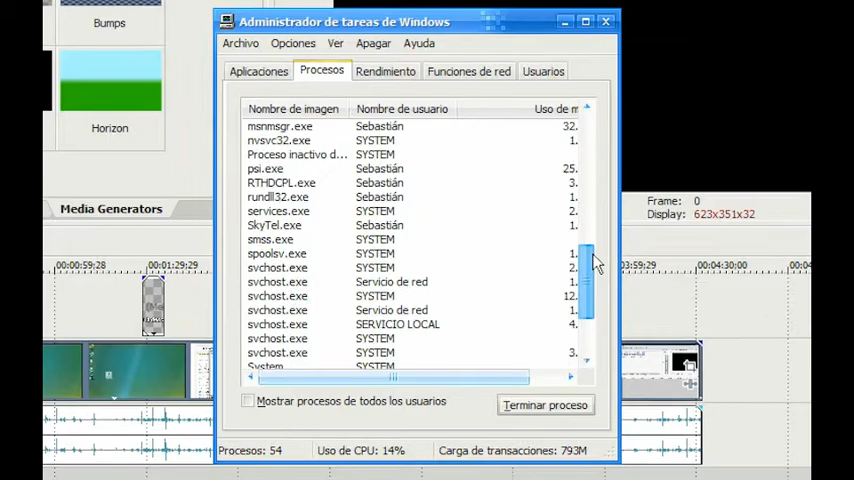 Administrador de tareas de Windows
Bumps
Archivo Opciones Ver Apagar Ayuda
Aplicaciones Procesos Rendimiento Funciones de red Usuarios
Nombre de imagen Nombre de usuario Uso de m
msnmsgr.exe Sebastián 32.
Horizon
nvsvc32.exe SYSTEM 1.
Proceso inactivo d... SYSTEM
psi.exe Sebastián 25.
RTHDCPL.exe Sebastián 3.
rundll32.exe Sebastián 1.
Media Generators
services.exe SYSTEM 2.
Frame: 0
Display: 623x351x32
SkyTel.exe Sebastián 1.
smss.exe SYSTEM
spoolsv.exe SYSTEM 1.
00:00:59;28 00:01:29;29 3:59;29 00:04:30;00 00:04
svchost.exe SYSTEM 2.
svchost.exe Servicio de red 1.
svchost.exe SYSTEM 12.
svchost.exe Servicio de red 1.
svchost.exe SERVICIO LOCAL 4.
svchost.exe SYSTEM
svchost.exe SYSTEM 3.
System SYSTEM
Mostrar procesos de todos los usuarios
Terminar proceso
Procesos: 54 Uso de CPU: 14% Carga de transacciones: 793M